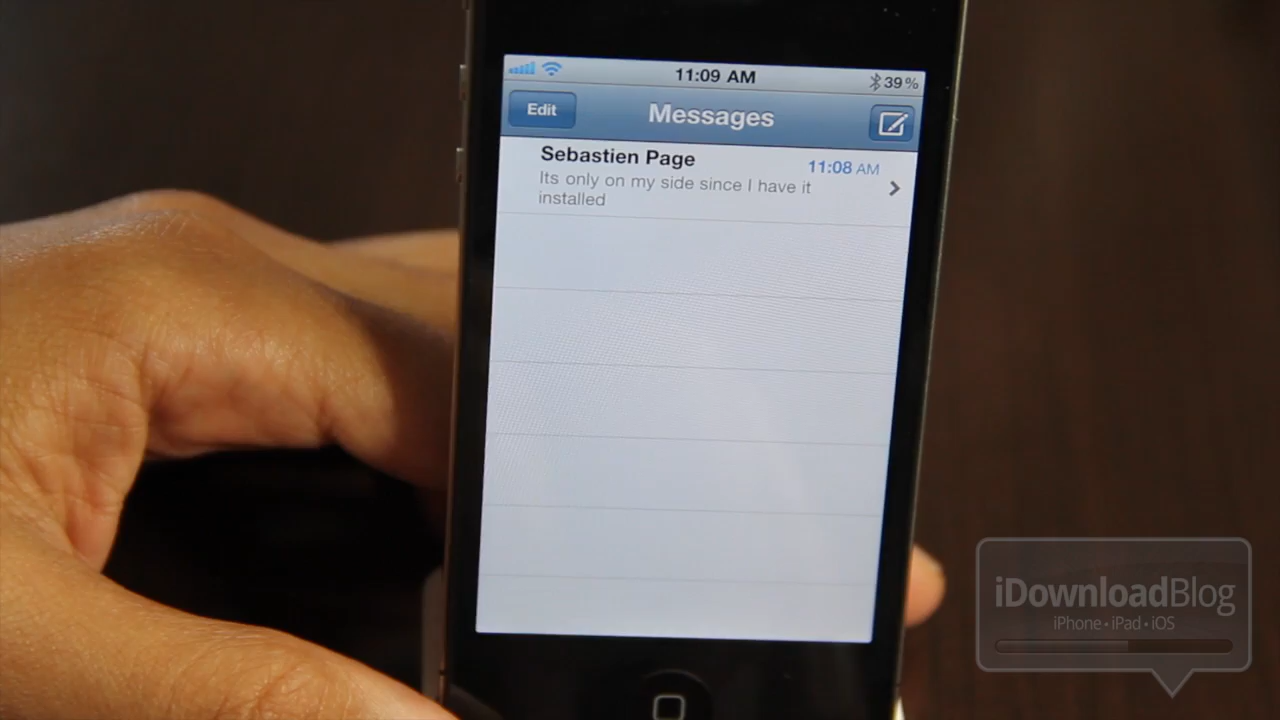 11:09 AM
39%
Edit
Messages
Sebastien Page
11:08 AM
Its only on my side since I have it
installed
iDownloadBlog
iPhone • iPad • iOS